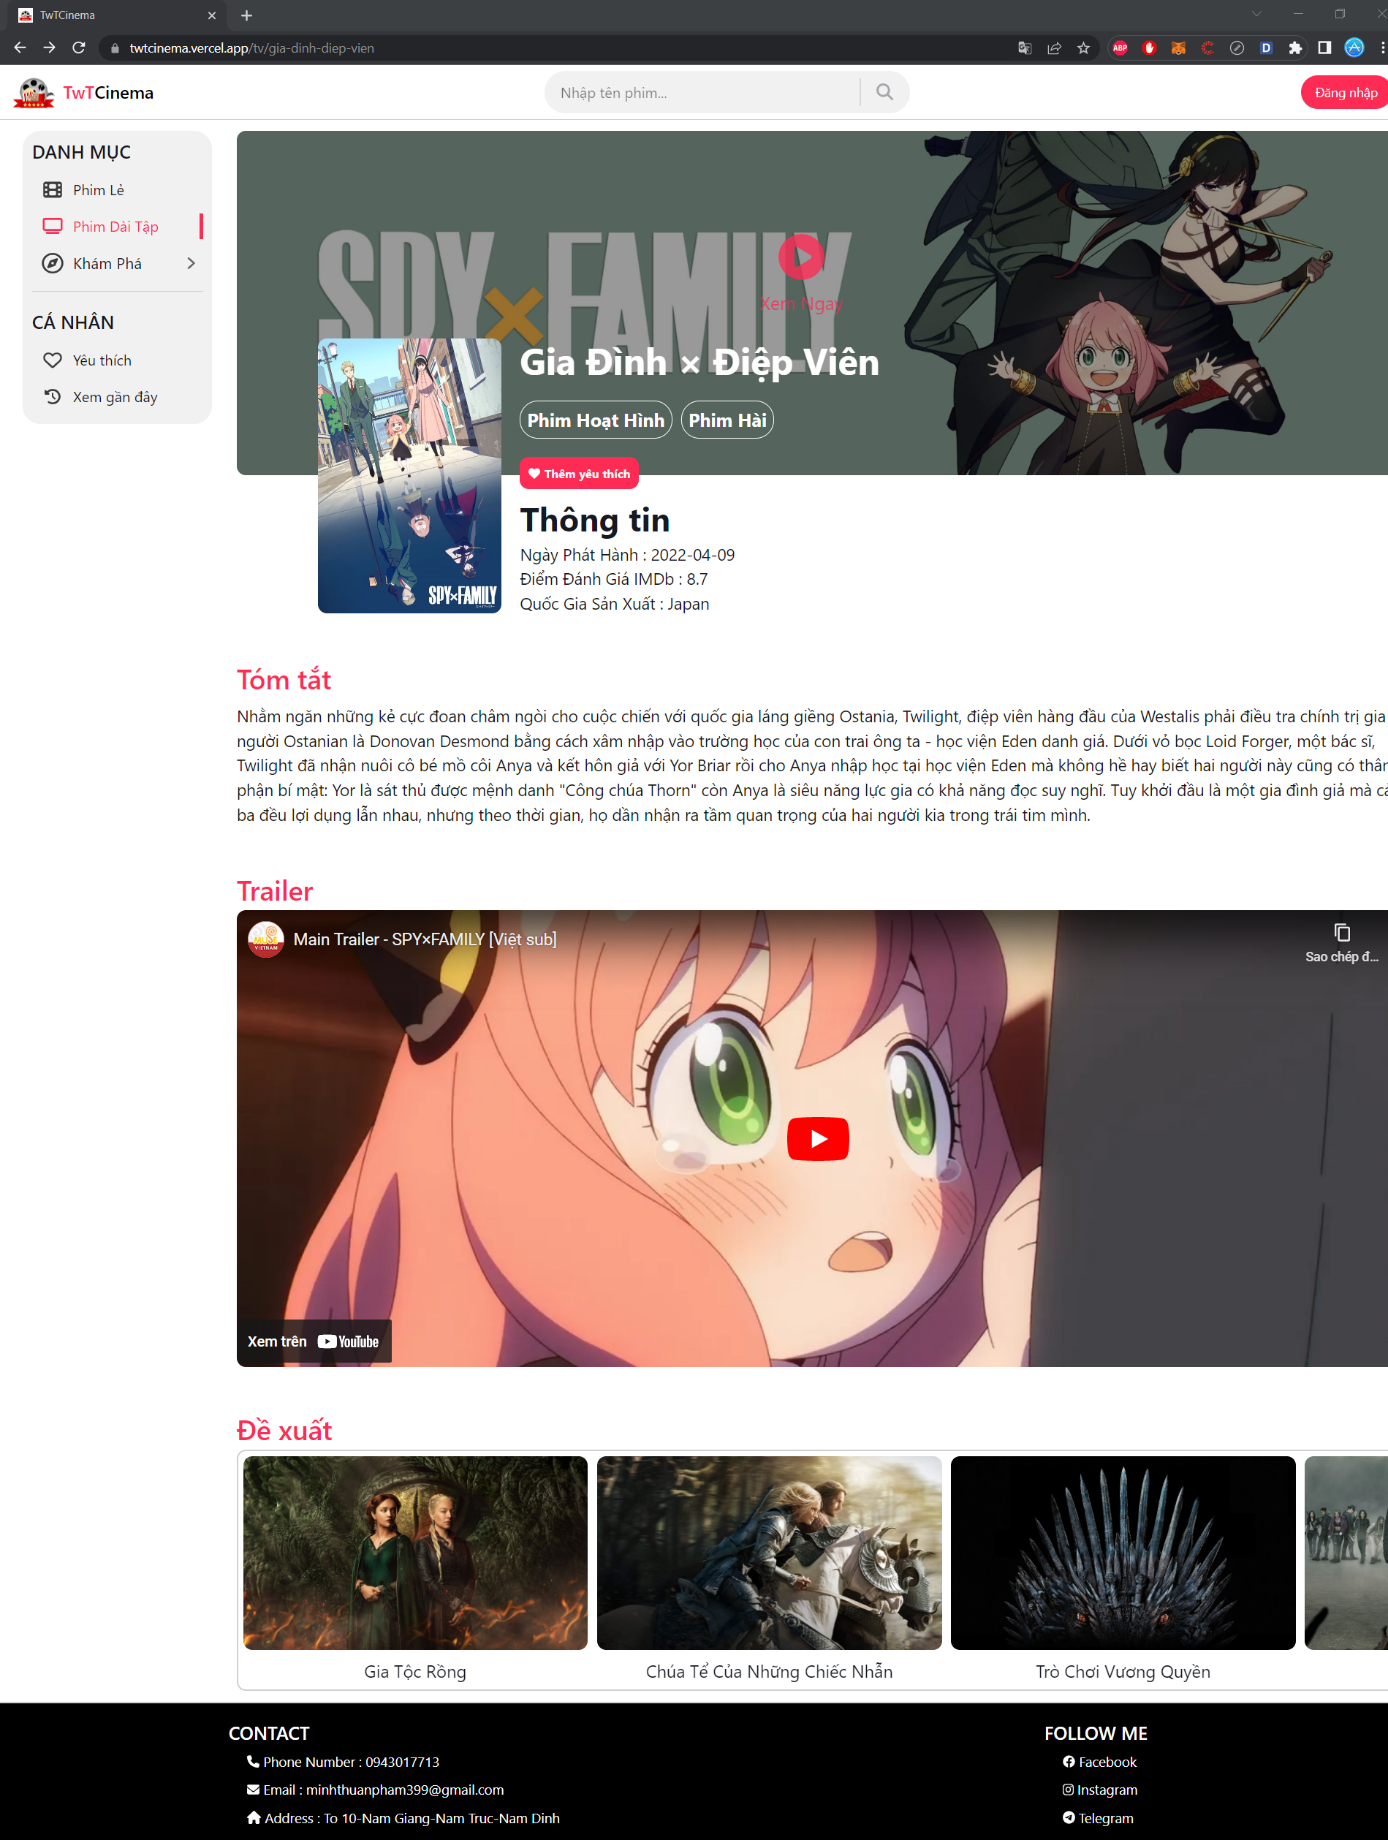 TwTCinema
twtcinema.vercel.app/tv/gia-dinh-diep-vien
ABP
D
TwTCinema
Nhập tên phim...
Đăng nhập
DANH MỤC
Phim Lẻ
Phim Dài Tập
Khám Phá
CÁ NHÂN
Yêu thích
Xem gần đây
SPY×FAMILY
Xem Ngay
Gia Đình × Điệp Viên
Phim Hoạt Hình
Phim Hài
Thêm yêu thích
SPY×FAMILY
Thông tin
Ngày Phát Hành : 2022-04-09
Điểm Đánh Giá IMDb : 8.7
Quốc Gia Sản Xuất : Japan
Tóm tắt
Nhằm ngăn những kẻ cực đoan châm ngòi cho cuộc chiến với quốc gia láng giềng Ostania, Twilight, điệp viên hàng đầu của Westalis phải điều tra chính trị gia
người Ostanian là Donovan Desmond bằng cách xâm nhập vào trường học của con trai ông ta - học viện Eden danh giá. Dưới vỏ bọc Loid Forger, một bác sĩ,
Twilight đã nhận nuôi cô bé mồ côi Anya và kết hôn giả với Yor Briar rồi cho Anya nhập học tại học viện Eden mà không hề hay biết hai người này cũng có thân
phận bí mật: Yor là sát thủ được mệnh danh "Công chúa Thorn" còn Anya là siêu năng lực gia có khả năng đọc suy nghĩ. Tuy khởi đầu là một gia đình giả mà cả
ba đều lợi dụng lẫn nhau, nhưng theo thời gian, họ dần nhận ra tầm quan trọng của hai người kia trong trái tim mình.
Trailer
MUSE VIETNAM
Main Trailer - SPY×FAMILY [Việt sub]
Sao chép đ...
Xem trên YouTube
Đề xuất
Gia Tộc Rồng
Chúa Tể Của Những Chiếc Nhẫn
Trò Chơi Vương Quyền
CONTACT
Phone Number : 0943017713
Email : minhthuanpham399@gmail.com
Address : To 10-Nam Giang-Nam Truc-Nam Dinh
FOLLOW ME
Facebook
Instagram
Telegram